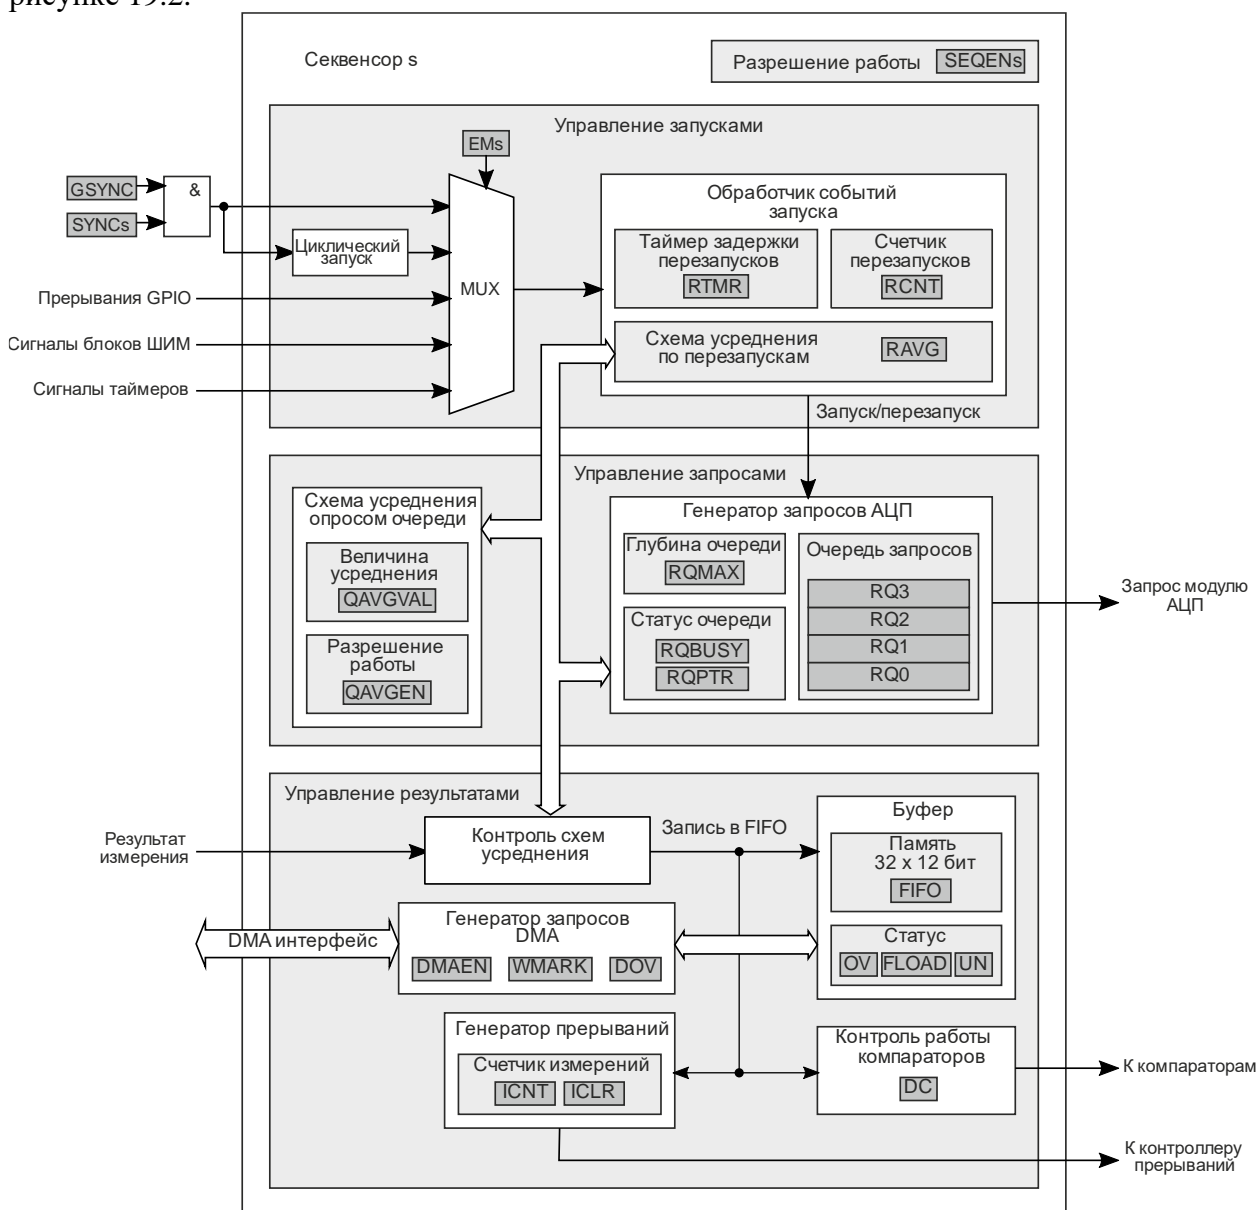 рисунке 19.2.
Секвенсор s
Разрешение работы
SEQENs
Управление запусками
EMs
GSYNC
&
SYNCs
Циклический
запуск
MUX
Прерывания GPIO
Сигналы блоков ШИМ
Сигналы таймеров
Обработчик событий
запуска
Таймер задержки
перезапусков
RTMR
Счетчик
перезапусков
RCNT
Схема усреднения
по перезапускам
RAVG
Запуск/перезапуск
Управление запросами
Схема усреднения
опросом очереди
Величина
усреднения
QAVGVAL
Разрешение
работы
QAVGEN
Генератор запросов АЦП
Глубина очереди
RQMAX
Статус очереди
RQBUSY
RQPTR
Очередь запросов
RQ3
RQ2
RQ1
RQ0
Запрос модулю
АЦП
Управление результатами
Результат
измерения
Контроль схем
усреднения
Запись в FIFO
Буфер
Память
32 x 12 бит
FIFO
Статус
OV
FLOAD
UN
DMA интерфейс
Генератор запросов
DMA
DMAEN
WMARK
DOV
Генератор прерываний
Счетчик измерений
ICNT
ICLR
Контроль работы
компараторов
DC
К компараторам
К контроллеру
прерываний